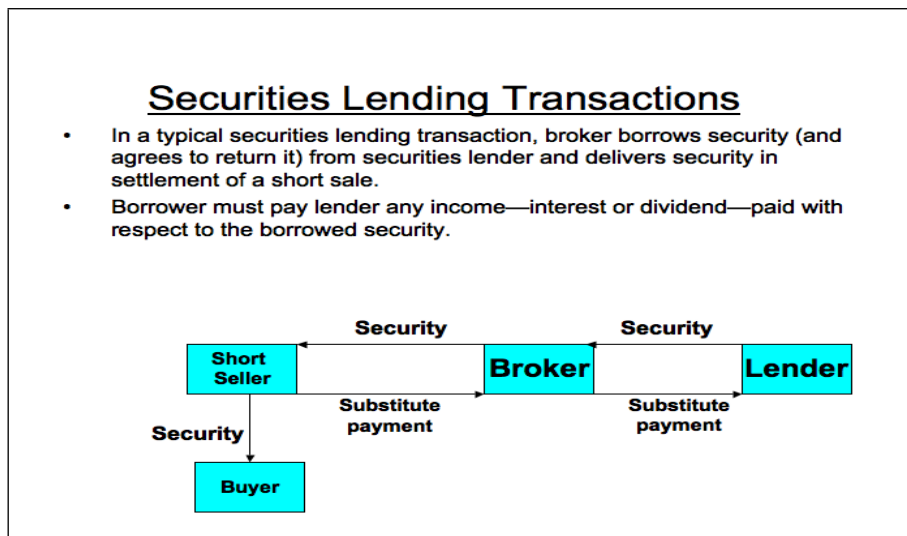 Securities Lending Transactions
• In a typical securities lending transaction, broker borrows security (and
agrees to return it) from securities lender and delivers security in
settlement of a short sale.
• Borrower must pay lender any income—interest or dividend—paid with
respect to the borrowed security.
Security
Security
Short
Seller
Broker
Lender
Substitute
payment
Substitute
payment
Security
Buyer